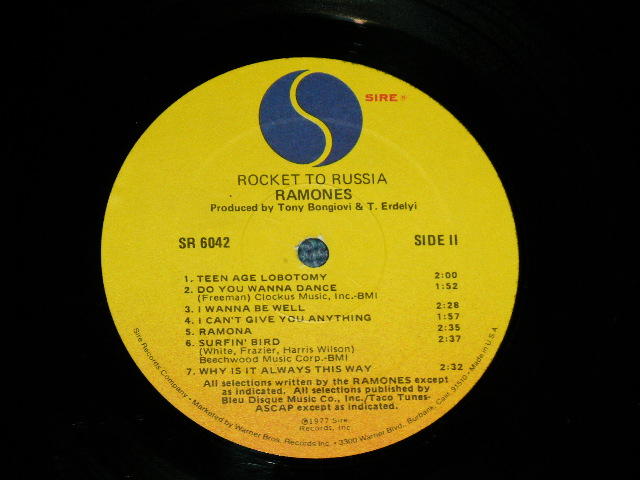 SIRE ®
ROCKET TO RUSSIA
RAMONES
Produced by Tony Bongiovi & T. Erdelyi
SR 6042 SIDE II
1. TEEN AGE LOBOTOMY 2:00
2. DO YOU WANNA DANCE 1:52
(Freeman) Clockus Music, Inc.-BMI
3. I WANNA BE WELL 2:28
4. I CAN'T GIVE YOU ANYTHING 1:57
5. RAMONA 2:35
6. SURFIN' BIRD 2:37
(White, Frazier, Harris Wilson)
Beechwood Music Corp.-BMI
7. WHY IS IT ALWAYS THIS WAY 2:32
All selections written by the RAMONES except
as indicated. All selections published by
Bleu Disque Music Co., Inc./Taco Tunes-
ASCAP except as indicated.
℗1977 Sire
Records, Inc.
Sire Records Company • Marketed by Warner Bros. Records Inc. • 3300 Warner Blvd., Burbank, Calif. 91510 • Made in U.S.A.